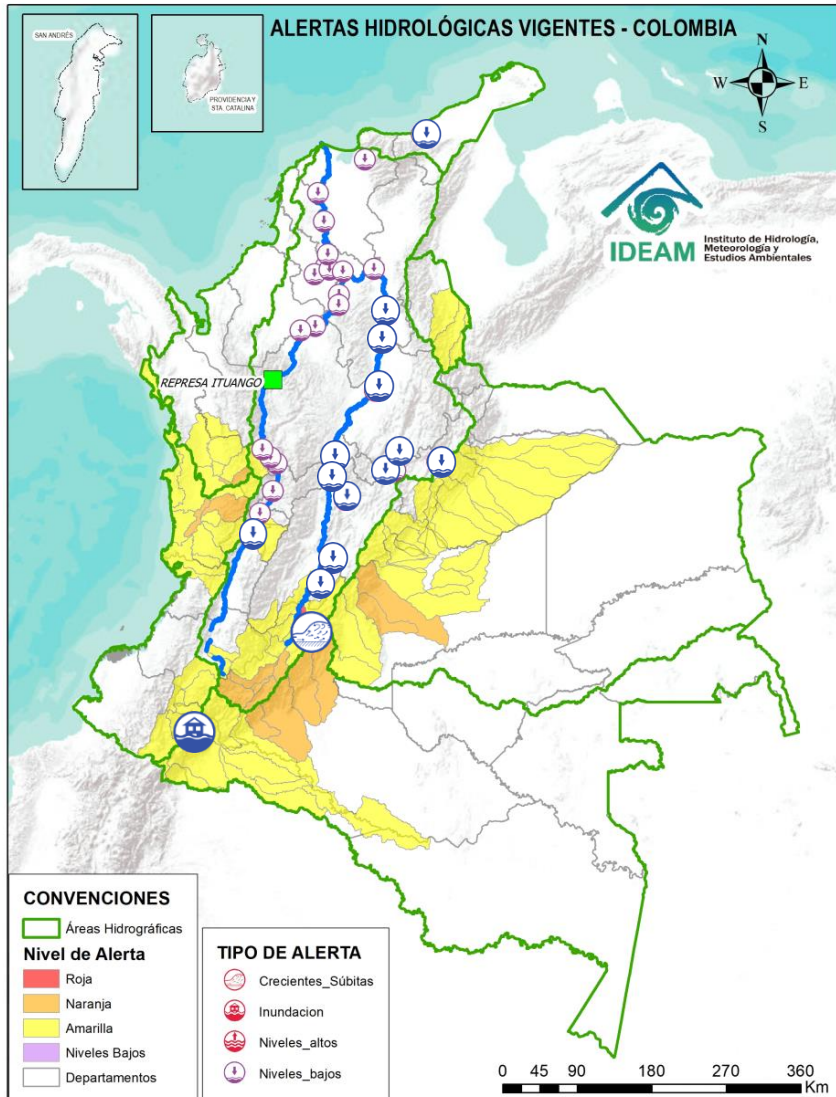 ALERTAS HIDROLÓGICAS VIGENTES - COLOMBIA
SAN ANDRÉS
PROVIDENCIA Y
STA. CATALINA
N
W
E
S
IDEAM
Instituto de Hidrología,
Meteorología y
Estudios Ambientales
REPRESA ITUANGO
CONVENCIONES
Áreas Hidrográficas
Nivel de Alerta
Roja
Naranja
Amarilla
Niveles Bajos
Departamentos
TIPO DE ALERTA
Crecientes_Súbitas
Inundacion
Niveles_altos
Niveles_bajos
0 45 90 180 270 360
Km